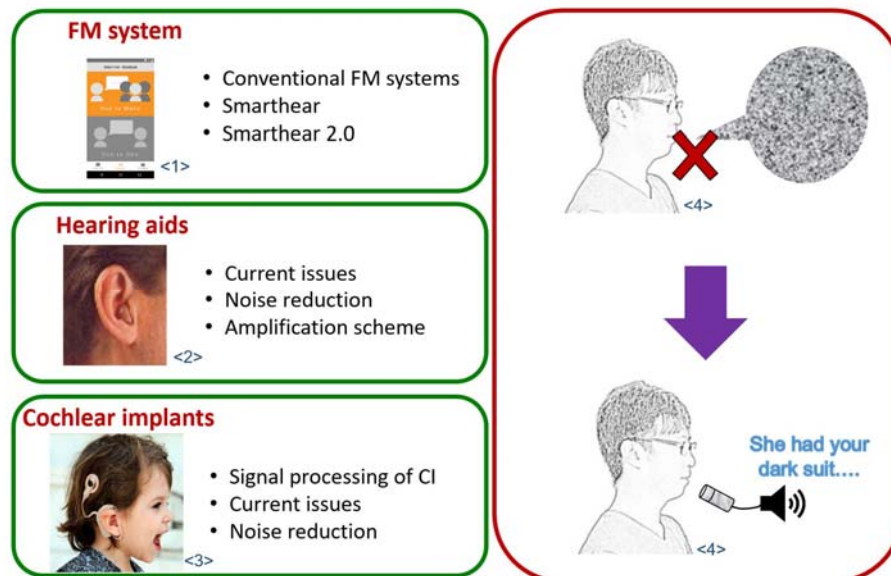 FM system
• Conventional FM systems
• Smarthear
• Smarthear 2.0
<1>
Hearing aids
• Current issues
• Noise reduction
• Amplification scheme
<2>
Cochlear implants
• Signal processing of CI
• Current issues
• Noise reduction
<3>
<4>
She had your
dark suit....
<4>